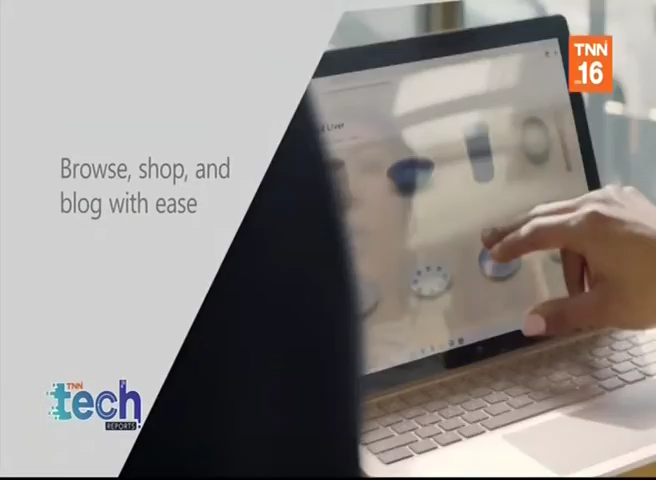 TNN
16
Browse, shop, and
blog with ease
TNN
tech
REPORTS